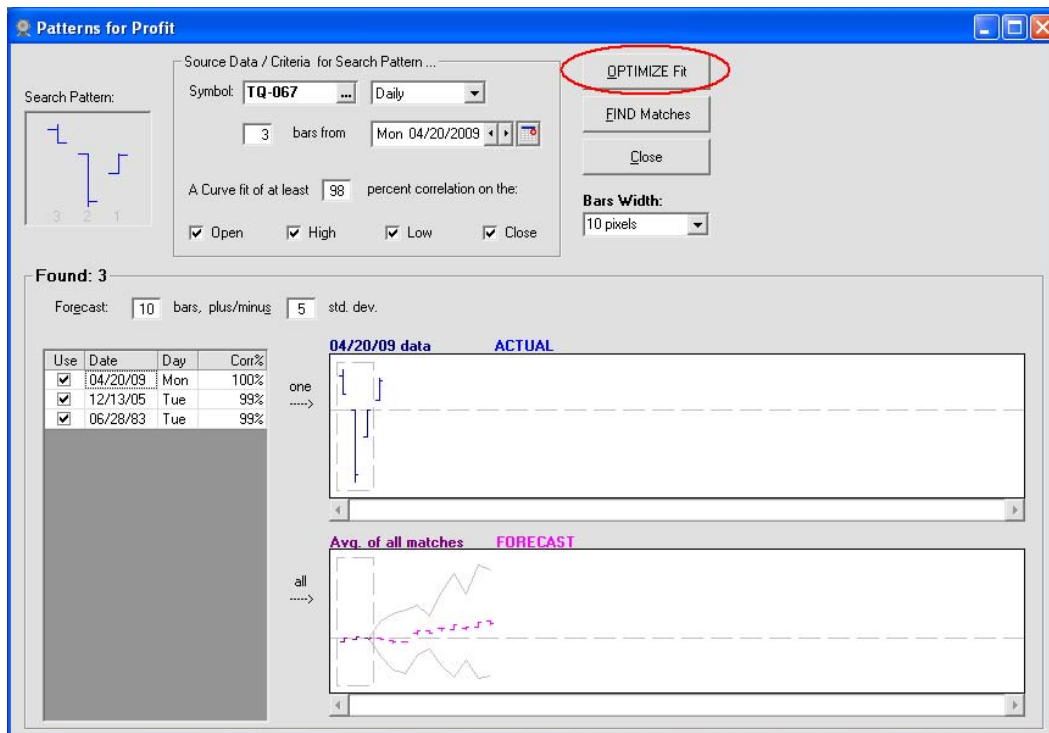 Patterns for Profit
Source Data / Criteria for Search Pattern ...
OPTIMIZE Fit
Search Pattern:
Symbol: TQ-067 ... Daily
FIND Matches
3 bars from Mon 04/20/2009
Close
A Curve fit of at least 98 percent correlation on the:
Bars Width:
3 2 1
10 pixels
Open High Low Close
Found: 3
Forecast: 10 bars, plus/minus 5 std. dev.
04/20/09 data ACTUAL
Use Date Day Corr%
04/20/09 Mon 100%
one
12/13/05 Tue 99%
---->
06/28/83 Tue 99%
Avg. of all matches FORECAST
all
---->